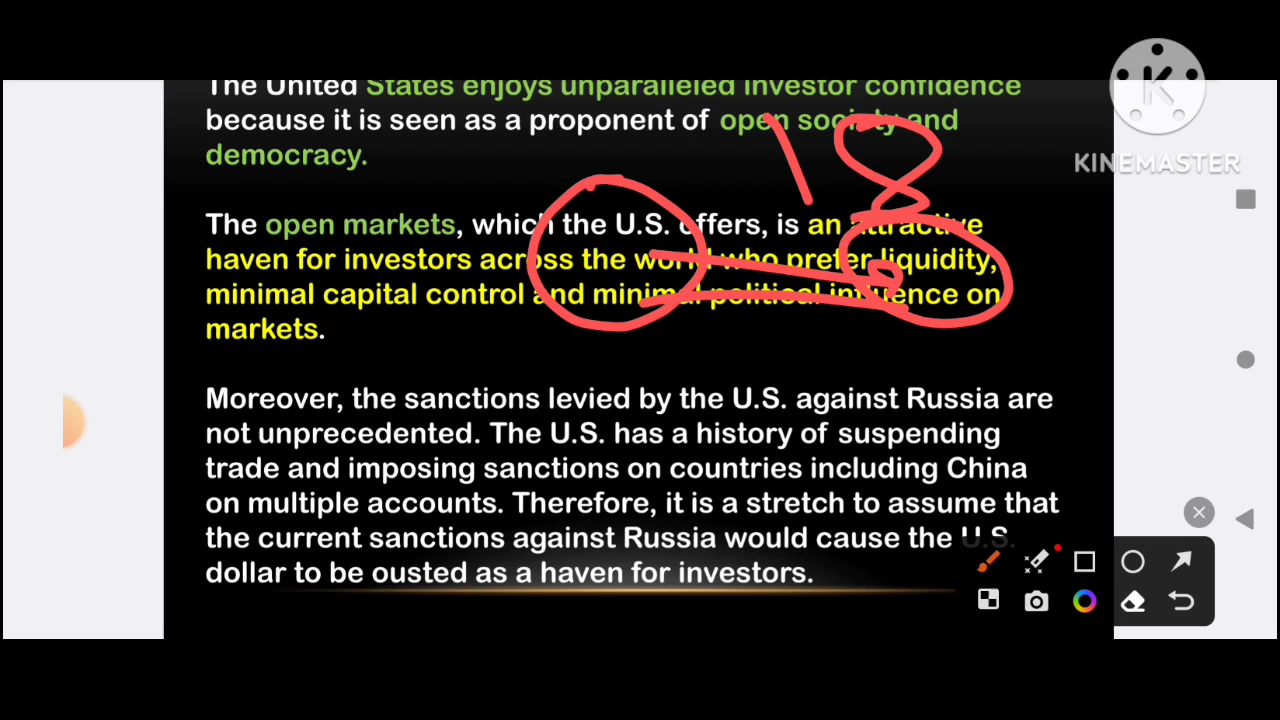 The United States enjoys unparalleled investor confidence
because it is seen as a proponent of open society and
democracy.
The open markets, which the U.S. offers, is an attractive
haven for investors across the world who prefer liquidity,
minimal capital control and minimal political influence on
markets.
Moreover, the sanctions levied by the U.S. against Russia are
not unprecedented. The U.S. has a history of suspending
trade and imposing sanctions on countries including China
on multiple accounts. Therefore, it is a stretch to assume that
the current sanctions against Russia would cause the U.S.
dollar to be ousted as a haven for investors.
18
K
KINEMASTER